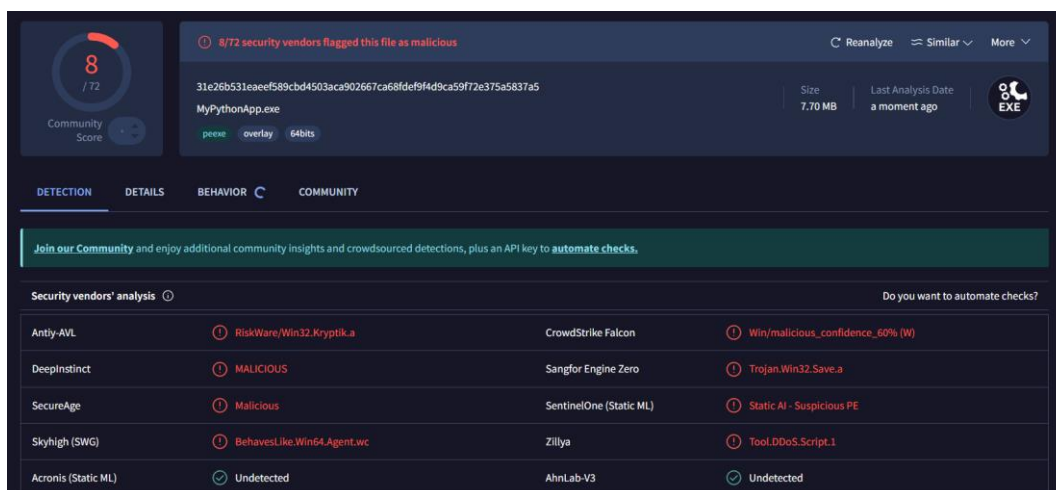 8
/ 72
Community
Score
8/72 security vendors flagged this file as malicious
Reanalyze Similar More
31e26b531eaeef589cbd4503aca902667ca68fdef9f4d9ca59f72e375a5837a5
MyPythonApp.exe
peexe overlay 64bits
Size
7.70 MB
Last Analysis Date
a moment ago
EXE
DETECTION DETAILS BEHAVIOR COMMUNITY
Join our Community and enjoy additional community insights and crowdsourced detections, plus an API key to automate checks.
Security vendors' analysis Do you want to automate checks?
Antiy-AVL RiskWare/Win32.Kryptik.a CrowdStrike Falcon Win/malicious_confidence_60% (W)
DeepInstinct MALICIOUS Sangfor Engine Zero Trojan.Win32.Save.a
SecureAge Malicious SentinelOne (Static ML) Static AI - Suspicious PE
Skyhigh (SWG) BehavesLike.Win64.Agent.wc Zillya Tool.DDoS.Script.1
Acronis (Static ML) Undetected AhnLab-V3 Undetected